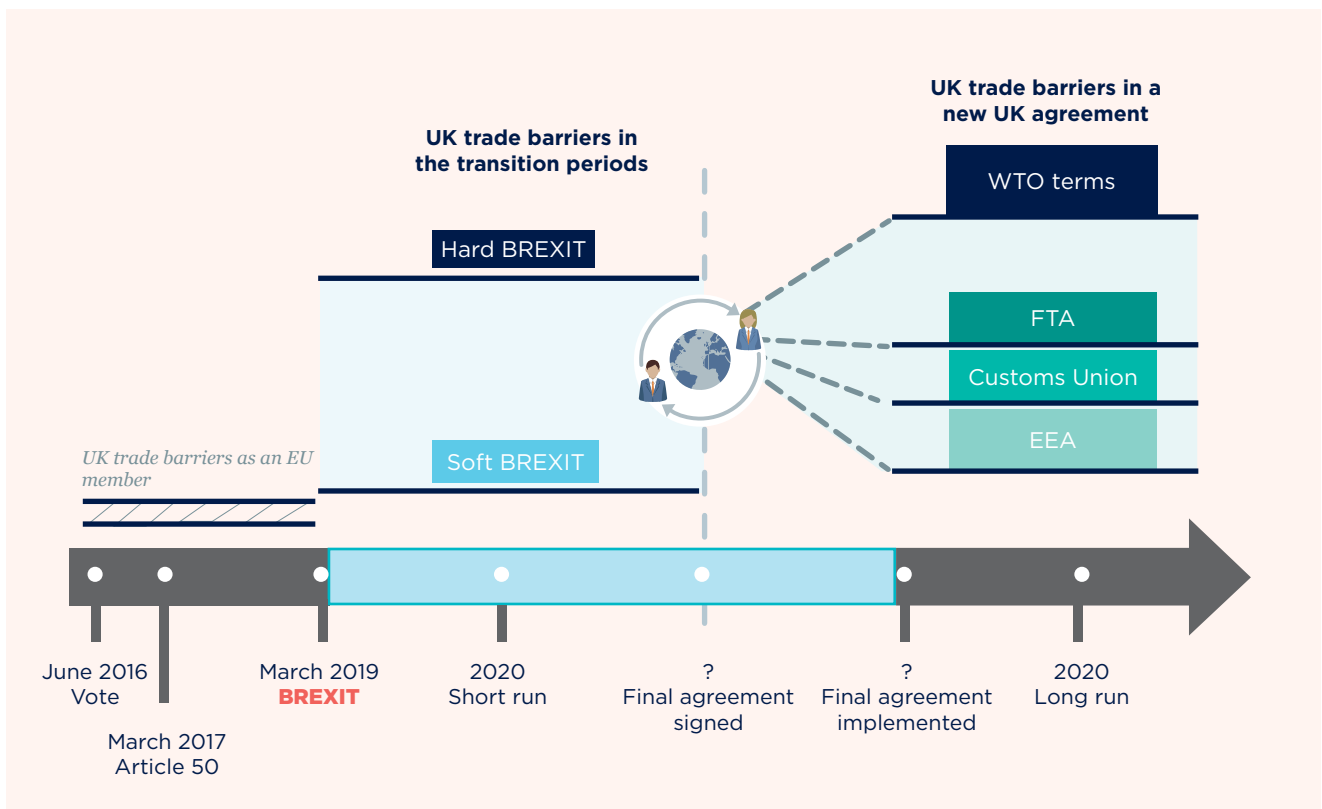 UK trade barriers in a
new UK agreement
UK trade barriers in
the transition periods
WTO terms
Hard BREXIT
FTA
Customs Union
EEA
Soft BREXIT
UK trade barriers as an EU
member
June 2016
Vote
March 2017
Article 50
March 2019
BREXIT
2020
Short run
?
Final agreement
signed
?
Final agreement
implemented
2020
Long run